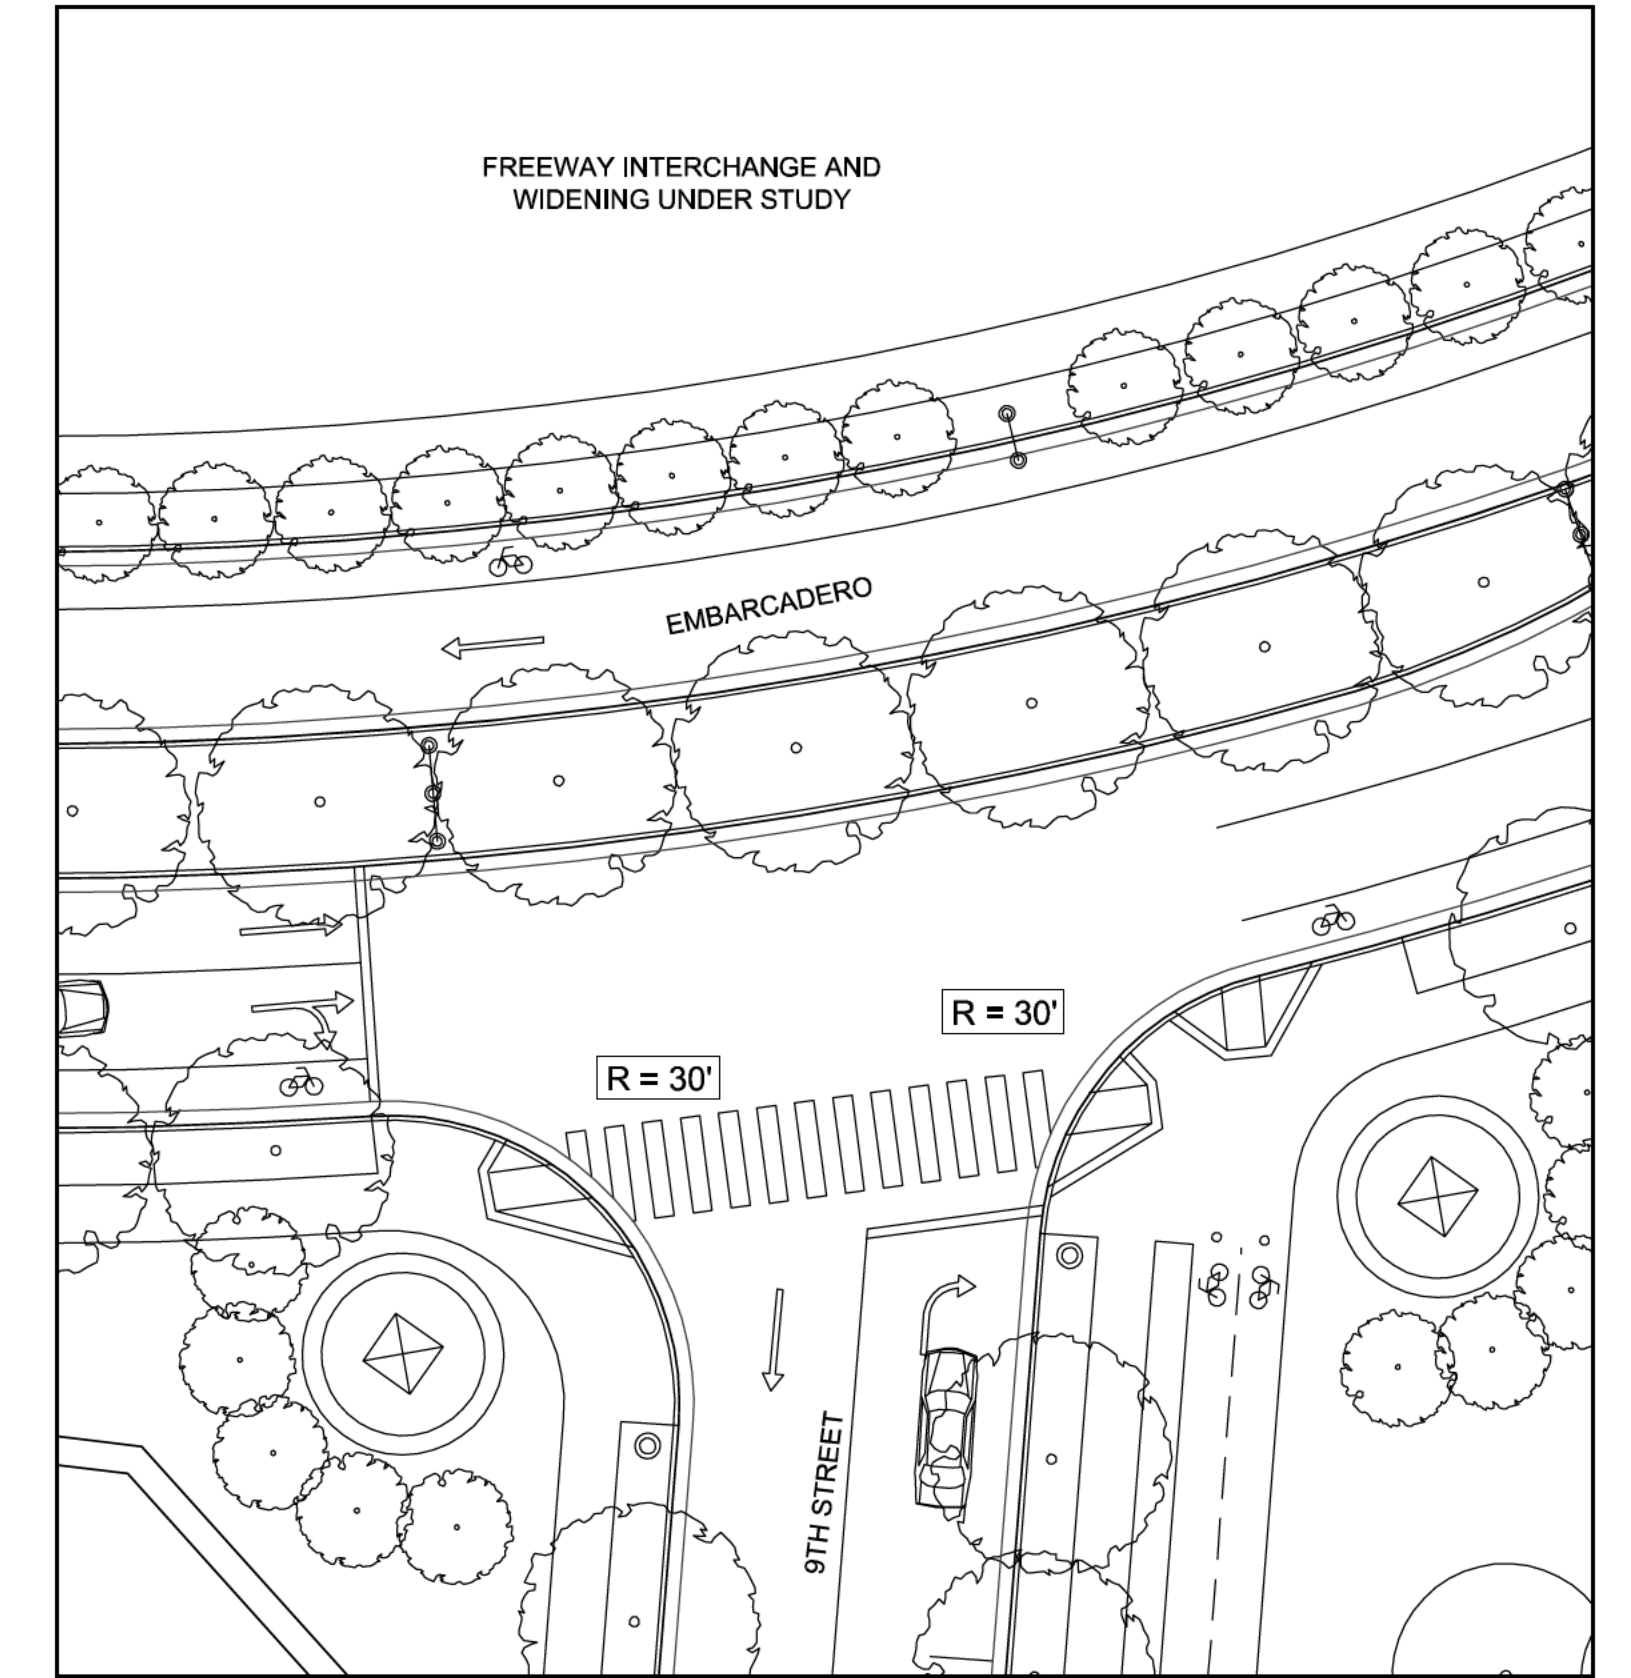 FREEWAY INTERCHANGE AND
WIDENING UNDER STUDY
EMBARCADERO
R = 30'
R = 30'
9TH STREET